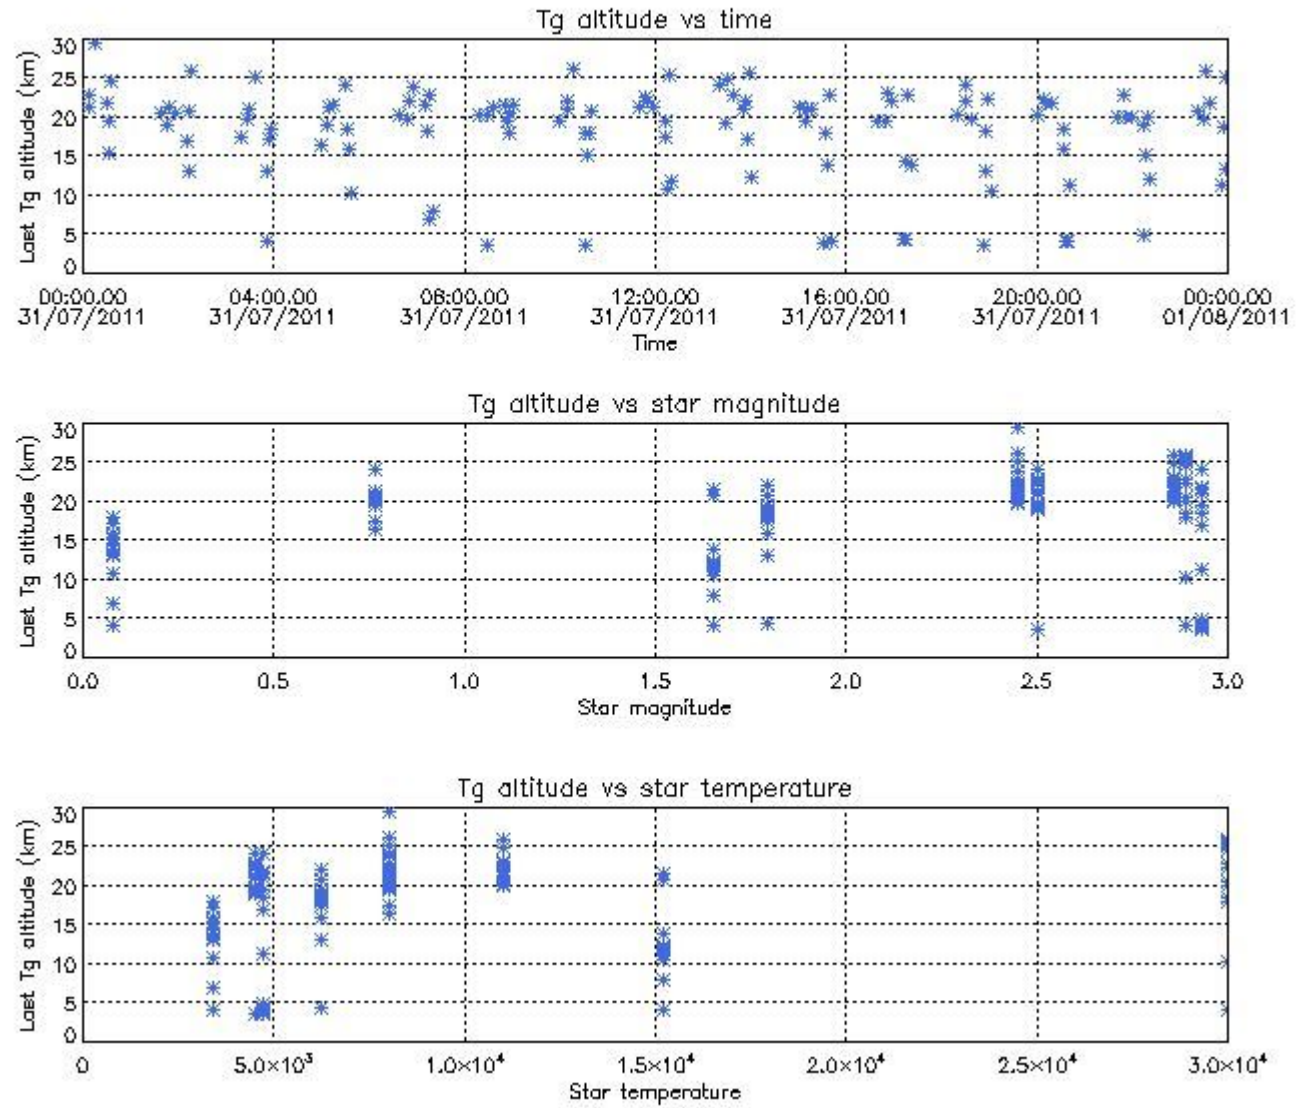 Tg altitude vs time
Last Tg altitude (km)
30
25
20
15
10
5
0
00:00.00 04:00.00 08:00.00 12:00.00 16:00.00 20:00.00 00:00.00
31/07/2011 31/07/2011 31/07/2011 31/07/2011 31/07/2011 31/07/2011 01/08/2011
Time
Tg altitude vs star magnitude
Last Tg altitude (km)
30
25
20
15
10
5
0
0.0 0.5 1.0 1.5 2.0 2.5 3.0
Star magnitude
Tg altitude vs star temperature
Last Tg altitude (km)
30
25
20
15
10
5
0
0 5.0×10³ 1.0×10⁴ 1.5×10⁴ 2.0×10⁴ 2.5×10⁴ 3.0×10⁴
Star temperature